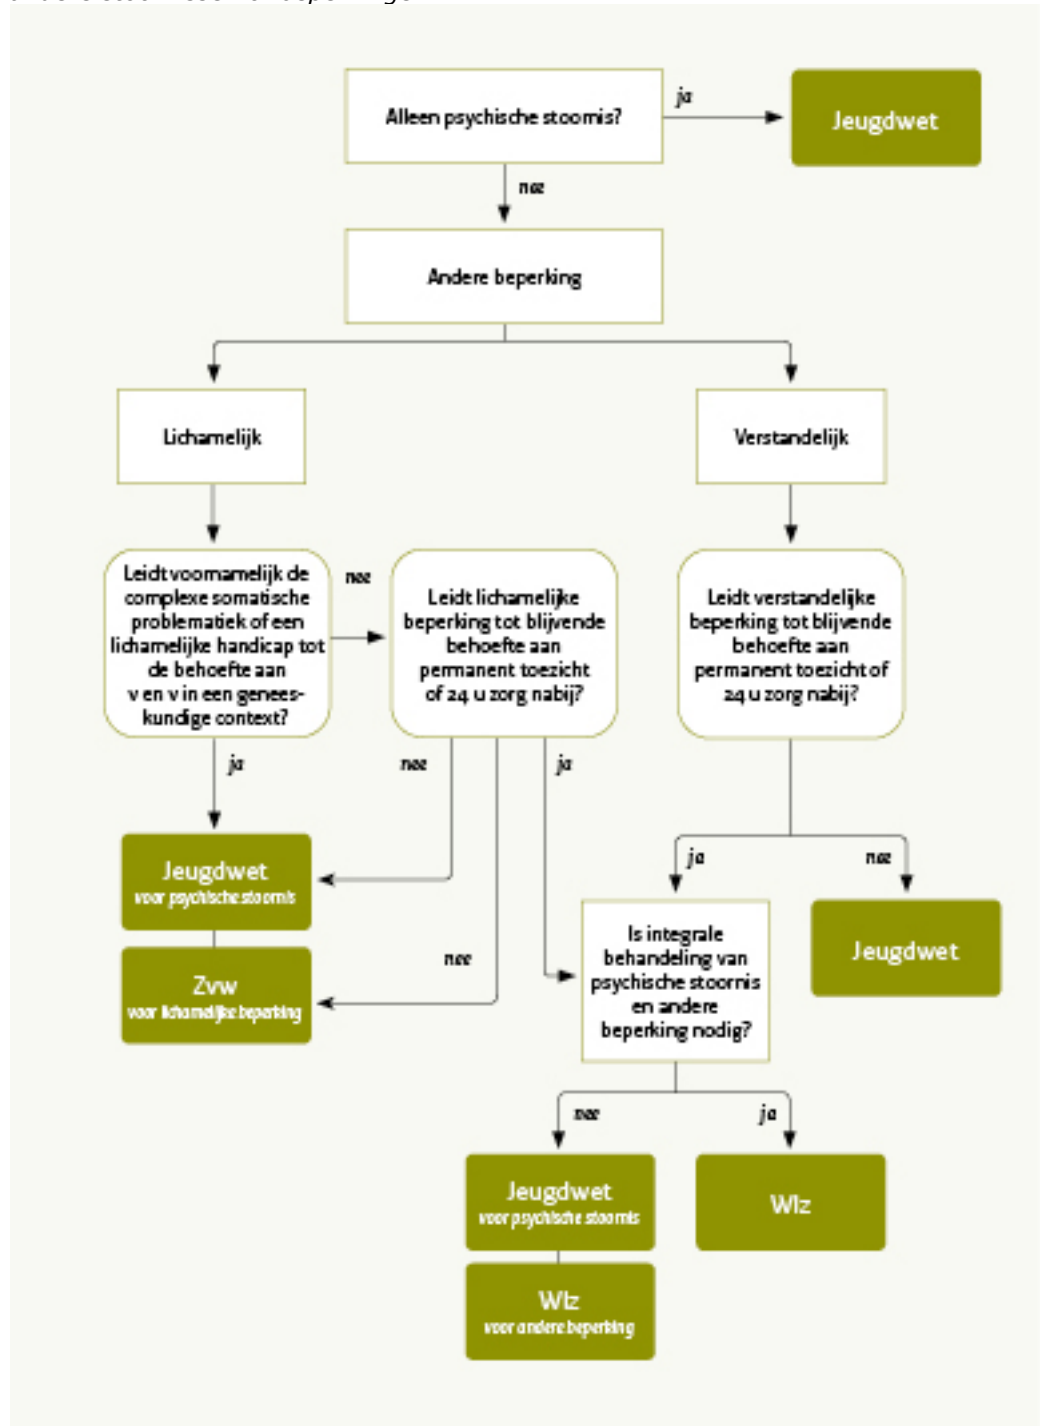 Alleen psychische stoornis?
ja
Jeugdwet
nee
Andere beperking
Lichamelijk
Verstandelijk
Leidt voornamelijk de
complexe somatische
problematiek of een
lichamelijke handicap tot
de behoefte aan
v en v in een genees-
kundige context?
nee
Leidt lichamelijke
beperking tot blijvende
behoefte aan
permanent toezicht
of 24 u zorg nabij?
Leidt verstandelijke
beperking tot blijvende
behoefte aan
permanent toezicht of
24 u zorg nabij?
ja
nee
ja
Jeugdwet
voor psychische stoornis
ja
nee
Zvw
voor lichamelijke beperking
nee
Is integrale
behandeling van
psychische stoornis
en andere
beperking nodig?
Jeugdwet
nee
ja
Jeugdwet
voor psychische stoornis
Wlz
Wlz
voor andere beperking